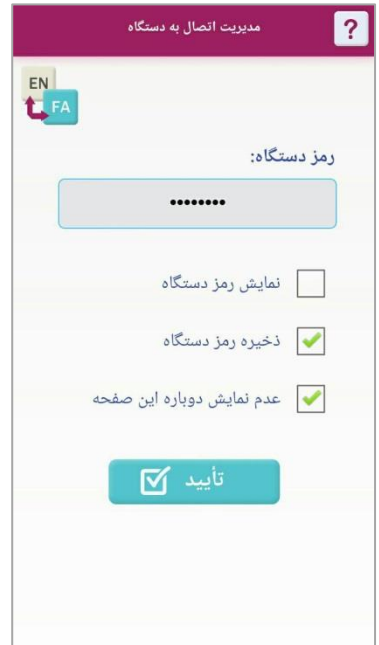 مدیریت اتصال به دستگاه
?
EN
FA
رمز دستگاه:
••••••••
نمایش رمز دستگاه
ذخیره رمز دستگاه
عدم نمایش دوباره این صفحه
تأیید